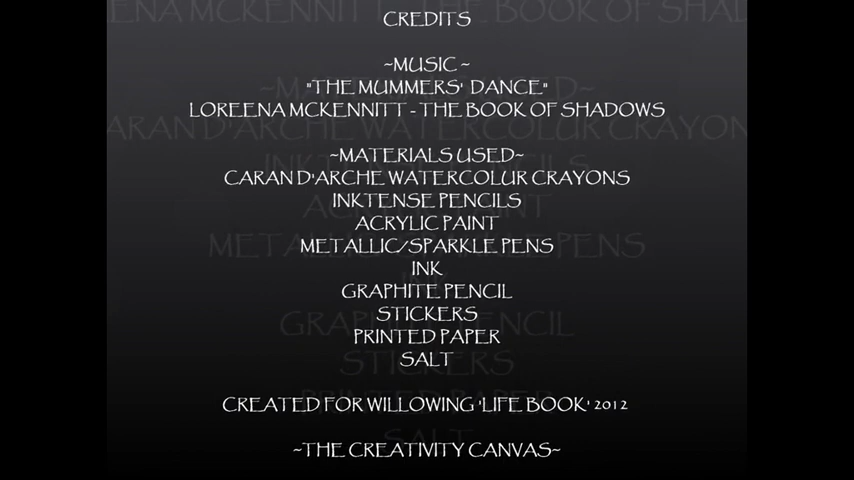 CREDITS
~MUSIC ~
"THE MUMMERS' DANCE"
LOREENA MCKENNITT - THE BOOK OF SHADOWS
~MATERIALS USED~
CARAN D'ARCHE WATERCOLUR CRAYONS
INKTENSE PENCILS
ACRYLIC PAINT
METALLIC/SPARKLE PENS
INK
GRAPHITE PENCIL
STICKERS
PRINTED PAPER
SALT
CREATED FOR WILLOWING 'LIFE BOOK' 2012
~THE CREATIVITY CANVAS~